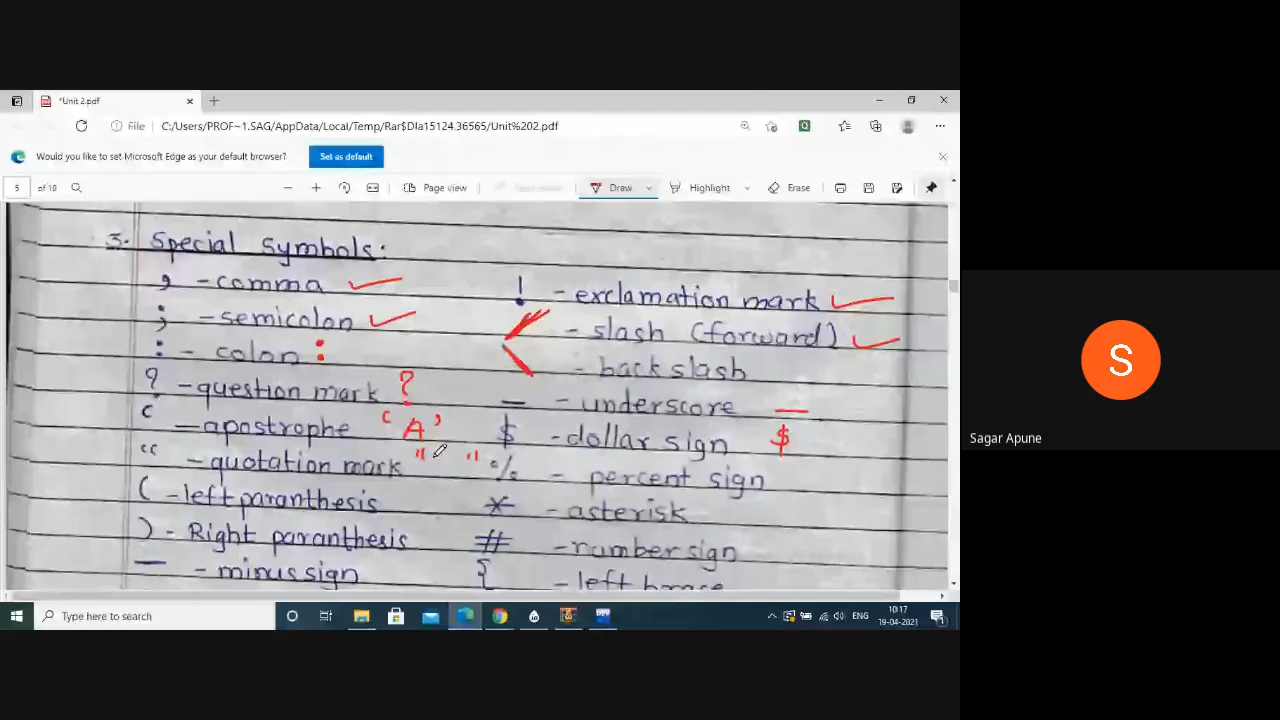 *Unit 2.pdf
File C:/Users/PROF~1.SAG/AppData/Local/Temp/Rar$DIa15124.36565/Unit%202.pdf
Would you like to set Microsoft Edge as your default browser? Set as default
5 of 18 Page view Draw Highlight Erase
3. Special Symbols:
, - comma
; - semicolon
: - colon :
? - question mark ?
' - apostrophe ' A '
" - quotation mark " "
( - left paranthesis
) - Right paranthesis
— - minus sign
! - exclamation mark
/ - slash (forward)
\ - back slash
_ - underscore _
$ - dollar sign $
% - percent sign
* - asterisk
# - number sign
{ - left brace
S
Sagar Apune
Type here to search
ENG
10:17
19-04-2021